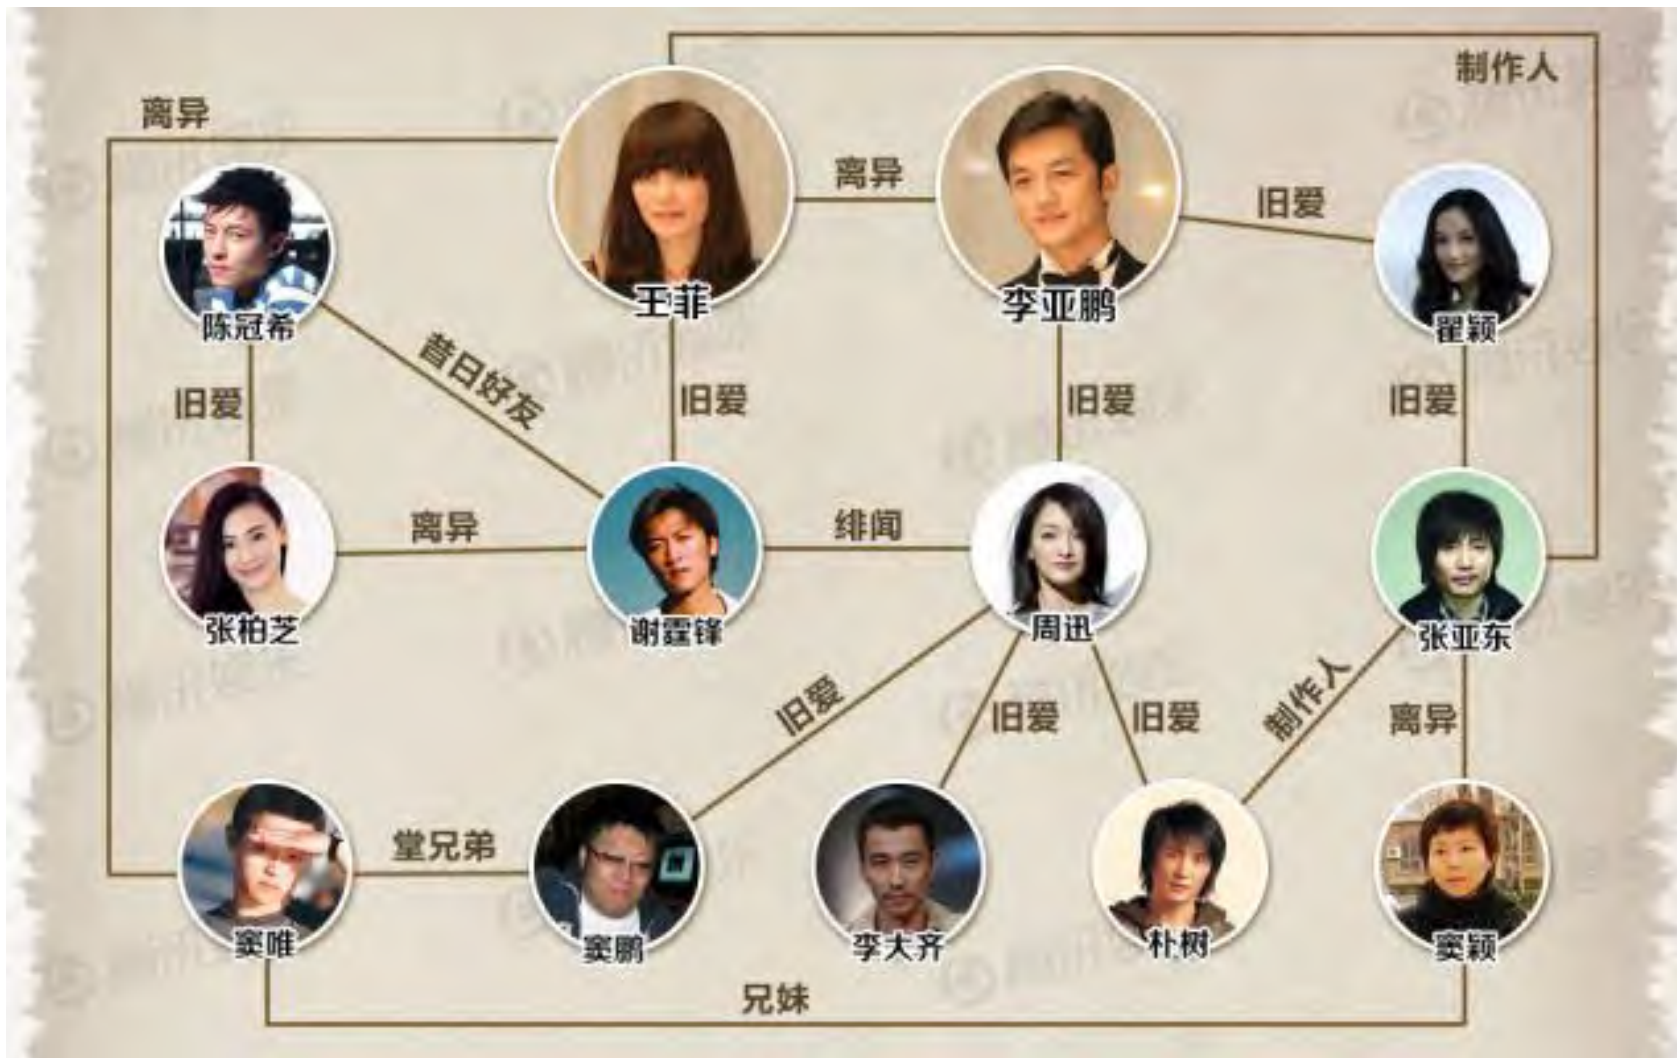 制作人
离异
离异
旧爱
王菲
李亚鹏
陈冠希
瞿颖
昔日好友
旧爱
旧爱
旧爱
旧爱
离异
绯闻
张柏芝
谢霆锋
周迅
张亚东
旧爱
旧爱
旧爱
制作人
离异
堂兄弟
窦唯
窦鹏
李大齐
朴树
窦颖
兄妹